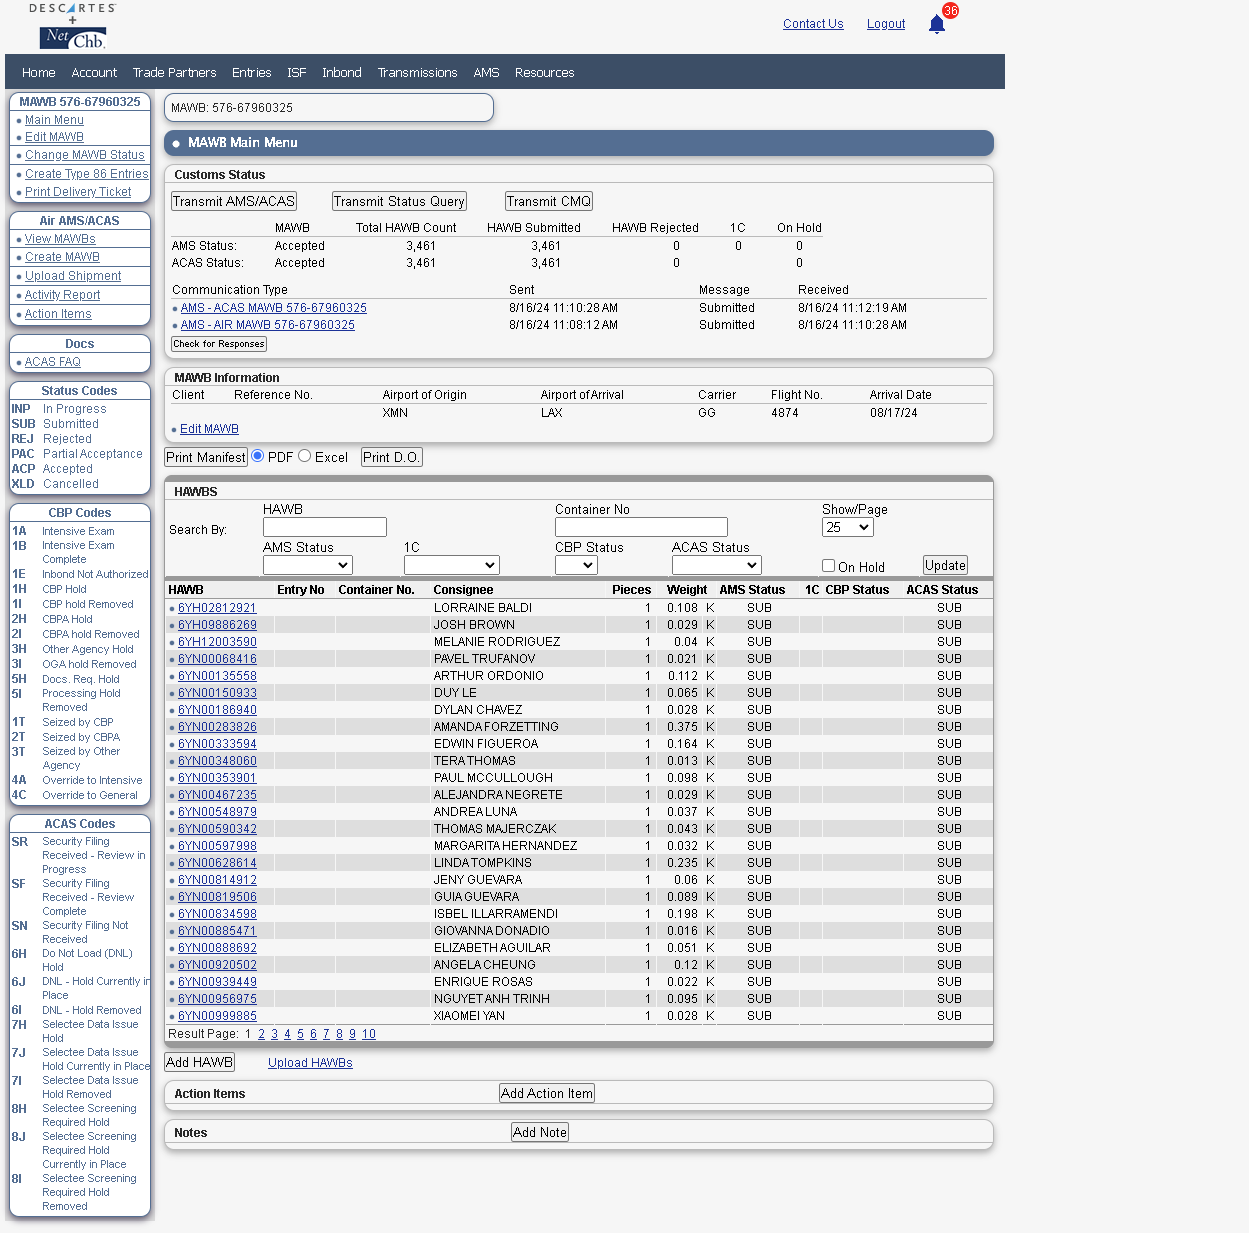 DESCARTES
+
Net Chb.
Contact Us Logout 36
Home Account Trade Partners Entries ISF Inbond Transmissions AMS Resources
MAWB 576-67960325
Main Menu
Edit MAWB
Change MAWB Status
Create Type 86 Entries
Print Delivery Ticket
Air AMS/ACAS
View MAWBs
Create MAWB
Upload Shipment
Activity Report
Action Items
Docs
ACAS FAQ
Status Codes
INP In Progress
SUB Submitted
REJ Rejected
PAC Partial Acceptance
ACP Accepted
XLD Cancelled
CBP Codes
1A Intensive Exam
1B Intensive Exam
Complete
1E Inbond Not Authorized
1H CBP Hold
1I CBP hold Removed
2H CBPA Hold
2I CBPA hold Removed
3H Other Agency Hold
3I OGA hold Removed
5H Docs. Req. Hold
5I Processing Hold
Removed
1T Seized by CBP
2T Seized by CBPA
3T Seized by Other
Agency
4A Override to Intensive
4C Override to General
ACAS Codes
SR Security Filing
Received - Review in
Progress
SF Security Filing
Received - Review
Complete
SN Security Filing Not
Received
6H Do Not Load (DNL)
Hold
6J DNL - Hold Currently in
Place
6I DNL - Hold Removed
7H Selectee Data Issue
Hold
7J Selectee Data Issue
Hold Currently in Place
7I Selectee Data Issue
Hold Removed
8H Selectee Screening
Required Hold
8J Selectee Screening
Required Hold
Currently in Place
8I Selectee Screening
Required Hold
Removed
MAWB: 576-67960325
MAWB Main Menu
Customs Status
Transmit AMS/ACAS Transmit Status Query Transmit CMQ
MAWB Total HAWB Count HAWB Submitted HAWB Rejected 1C On Hold
AMS Status: Accepted 3,461 3,461 0 0 0
ACAS Status: Accepted 3,461 3,461 0 0
Communication Type Sent Message Received
AMS - ACAS MAWB 576-67960325 8/16/24 11:10:28 AM Submitted 8/16/24 11:12:19 AM
AMS - AIR MAWB 576-67960325 8/16/24 11:08:12 AM Submitted 8/16/24 11:10:28 AM
Check for Responses
MAWB Information
Client Reference No. Airport of Origin Airport of Arrival Carrier Flight No. Arrival Date
XMN LAX GG 4874 08/17/24
Edit MAWB
Print Manifest PDF Excel Print D.O.
HAWBS
HAWB Container No Show/Page
Search By: 25
AMS Status 1C CBP Status ACAS Status
On Hold Update
HAWB Entry No Container No. Consignee Pieces Weight AMS Status 1C CBP Status ACAS Status
6YH02812921 LORRAINE BALDI 1 0.108 K SUB SUB
6YH09886269 JOSH BROWN 1 0.029 K SUB SUB
6YH12003590 MELANIE RODRIGUEZ 1 0.04 K SUB SUB
6YN00068416 PAVEL TRUFANOV 1 0.021 K SUB SUB
6YN00135558 ARTHUR ORDONIO 1 0.112 K SUB SUB
6YN00150933 DUY LE 1 0.065 K SUB SUB
6YN00186940 DYLAN CHAVEZ 1 0.028 K SUB SUB
6YN00283826 AMANDA FORZETTING 1 0.375 K SUB SUB
6YN00333594 EDWIN FIGUEROA 1 0.164 K SUB SUB
6YN00348060 TERA THOMAS 1 0.013 K SUB SUB
6YN00353901 PAUL MCCULLOUGH 1 0.098 K SUB SUB
6YN00467235 ALEJANDRA NEGRETE 1 0.029 K SUB SUB
6YN00548979 ANDREA LUNA 1 0.037 K SUB SUB
6YN00590342 THOMAS MAJERCZAK 1 0.043 K SUB SUB
6YN00597998 MARGARITA HERNANDEZ 1 0.032 K SUB SUB
6YN00628614 LINDA TOMPKINS 1 0.235 K SUB SUB
6YN00814912 JENY GUEVARA 1 0.06 K SUB SUB
6YN00819506 GUIA GUEVARA 1 0.089 K SUB SUB
6YN00834598 ISBEL ILLARRAMENDI 1 0.198 K SUB SUB
6YN00885471 GIOVANNA DONADIO 1 0.016 K SUB SUB
6YN00888692 ELIZABETH AGUILAR 1 0.051 K SUB SUB
6YN00920502 ANGELA CHEUNG 1 0.12 K SUB SUB
6YN00939449 ENRIQUE ROSAS 1 0.022 K SUB SUB
6YN00956975 NGUYET ANH TRINH 1 0.095 K SUB SUB
6YN00999885 XIAOMEI YAN 1 0.028 K SUB SUB
Result Page: 1 2 3 4 5 6 7 8 9 10
Add HAWB Upload HAWBs
Action Items Add Action Item
Notes Add Note